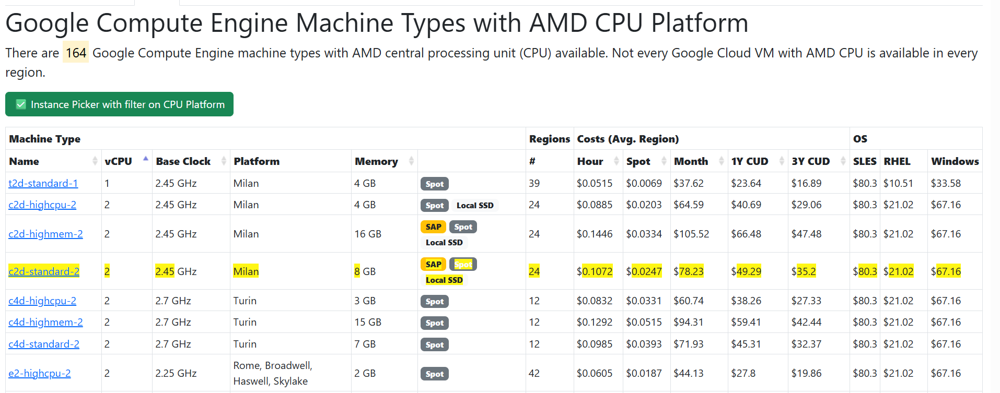 Google Compute Engine Machine Types with AMD CPU Platform
There are 164 Google Compute Engine machine types with AMD central processing unit (CPU) available. Not every Google Cloud VM with AMD CPU is available in every
region.
✅ Instance Picker with filter on CPU Platform
Machine Type Regions Costs (Avg. Region) OS
Name vCPU Base Clock Platform Memory # Hour Spot Month 1Y CUD 3Y CUD SLES RHEL Windows
t2d-standard-1 1 2.45 GHz Milan 4 GB Spot 39 $0.0515 $0.0069 $37.62 $23.64 $16.89 $80.3 $10.51 $33.58
c2d-highcpu-2 2 2.45 GHz Milan 4 GB Spot Local SSD 24 $0.0885 $0.0203 $64.59 $40.69 $29.06 $80.3 $21.02 $67.16
SAP Spot
c2d-highmem-2 2 2.45 GHz Milan 16 GB 24 $0.1446 $0.0334 $105.52 $66.48 $47.48 $80.3 $21.02 $67.16
Local SSD
SAP Spot
c2d-standard-2 2 2.45 GHz Milan 8 GB 24 $0.1072 $0.0247 $78.23 $49.29 $35.2 $80.3 $21.02 $67.16
Local SSD
c4d-highcpu-2 2 2.7 GHz Turin 3 GB Spot 12 $0.0832 $0.0331 $60.74 $38.26 $27.33 $80.3 $21.02 $67.16
c4d-highmem-2 2 2.7 GHz Turin 15 GB Spot 12 $0.1292 $0.0515 $94.31 $59.41 $42.44 $80.3 $21.02 $67.16
c4d-standard-2 2 2.7 GHz Turin 7 GB Spot 12 $0.0985 $0.0393 $71.93 $45.31 $32.37 $80.3 $21.02 $67.16
Rome, Broadwell,
e2-highcpu-2 2 2.25 GHz 2 GB Spot 42 $0.0605 $0.0187 $44.13 $27.8 $19.86 $80.3 $21.02 $67.16
Haswell, Skylake